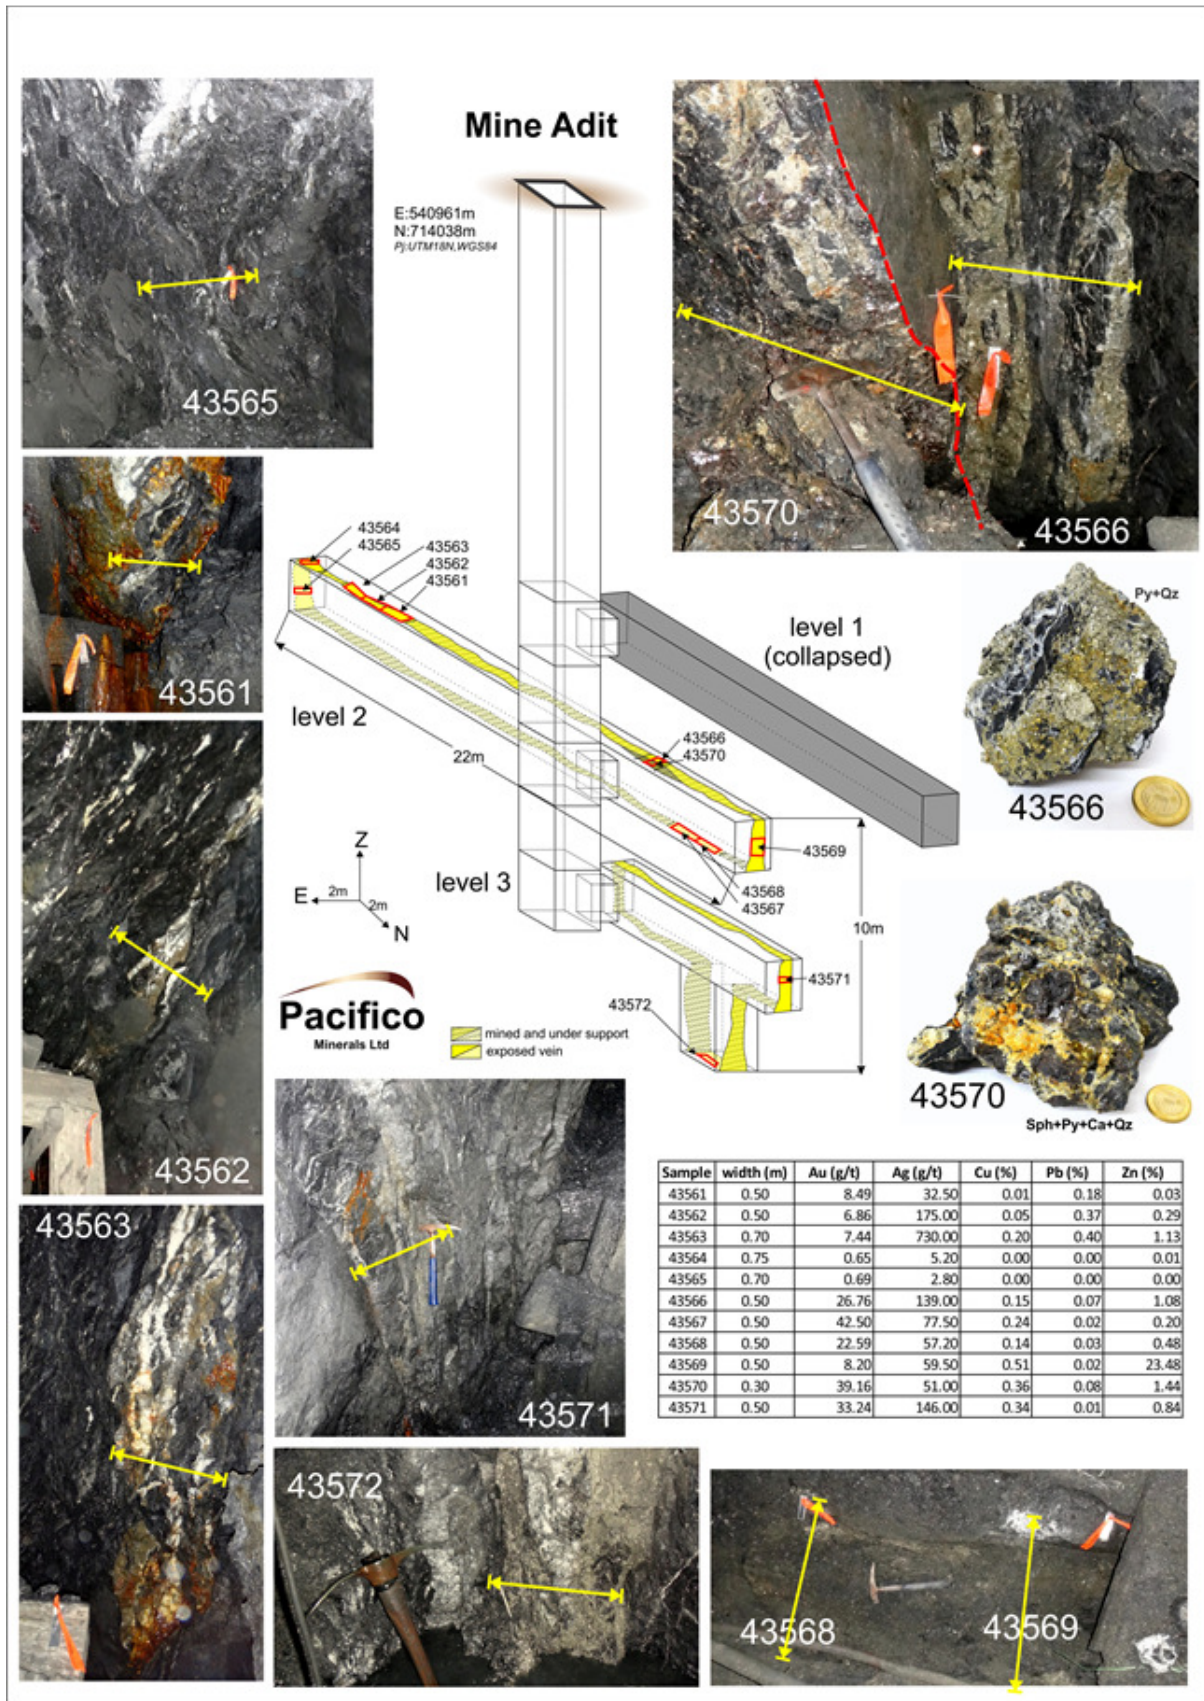 Mine Adit
E:540961m
N:714038m
Pj:UTM18N,WGS84
43565
43570
43566
43561
43564
43565
43563
43562
43561
level 1
(collapsed)
Py+Qz
43566
level 2
22m
43566
43570
43569
43568
43567
level 3
Z
E
2m
2m
N
10m
43571
43572
Pacifico
Minerals Ltd
mined and under support
exposed vein
43570
Sph+Py+Ca+Qz
43562
43563
43571
43572
43568
43569
Sample width (m) Au (g/t) Ag (g/t) Cu (%) Pb (%) Zn (%)
43561 0.50 8.49 32.50 0.01 0.18 0.03
43562 0.50 6.86 175.00 0.05 0.37 0.29
43563 0.70 7.44 730.00 0.20 0.40 1.13
43564 0.75 0.65 5.20 0.00 0.00 0.01
43565 0.70 0.69 2.80 0.00 0.00 0.00
43566 0.50 26.76 139.00 0.15 0.07 1.08
43567 0.50 42.50 77.50 0.24 0.02 0.20
43568 0.50 22.59 57.20 0.14 0.03 0.48
43569 0.50 8.20 59.50 0.51 0.02 23.48
43570 0.30 39.16 51.00 0.36 0.08 1.44
43571 0.50 33.24 146.00 0.34 0.01 0.84